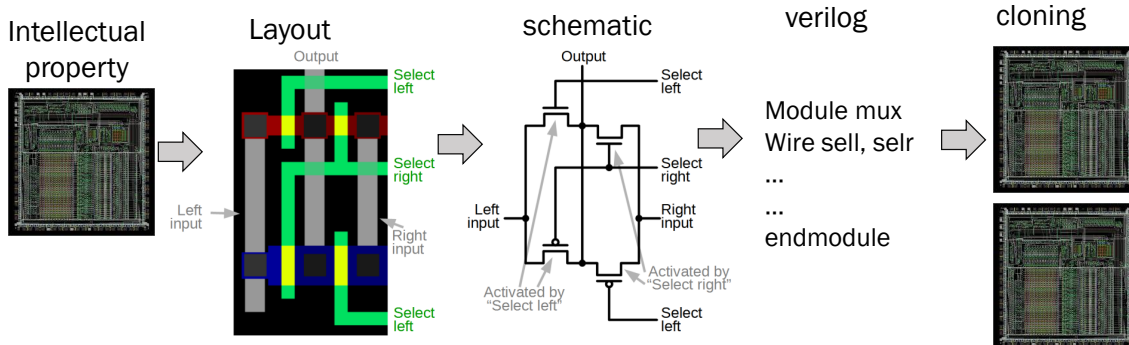 Intellectual
property
Layout
Output
Select
left
Select
right
Left
input
Right
input
Select
left
schematic
Output
Select
left
Select
right
Left
input
Right
input
Activated by
“Select left”
Activated by
“Select right”
Select
left
verilog
Module mux
Wire sell, selr
...
...
endmodule
cloning